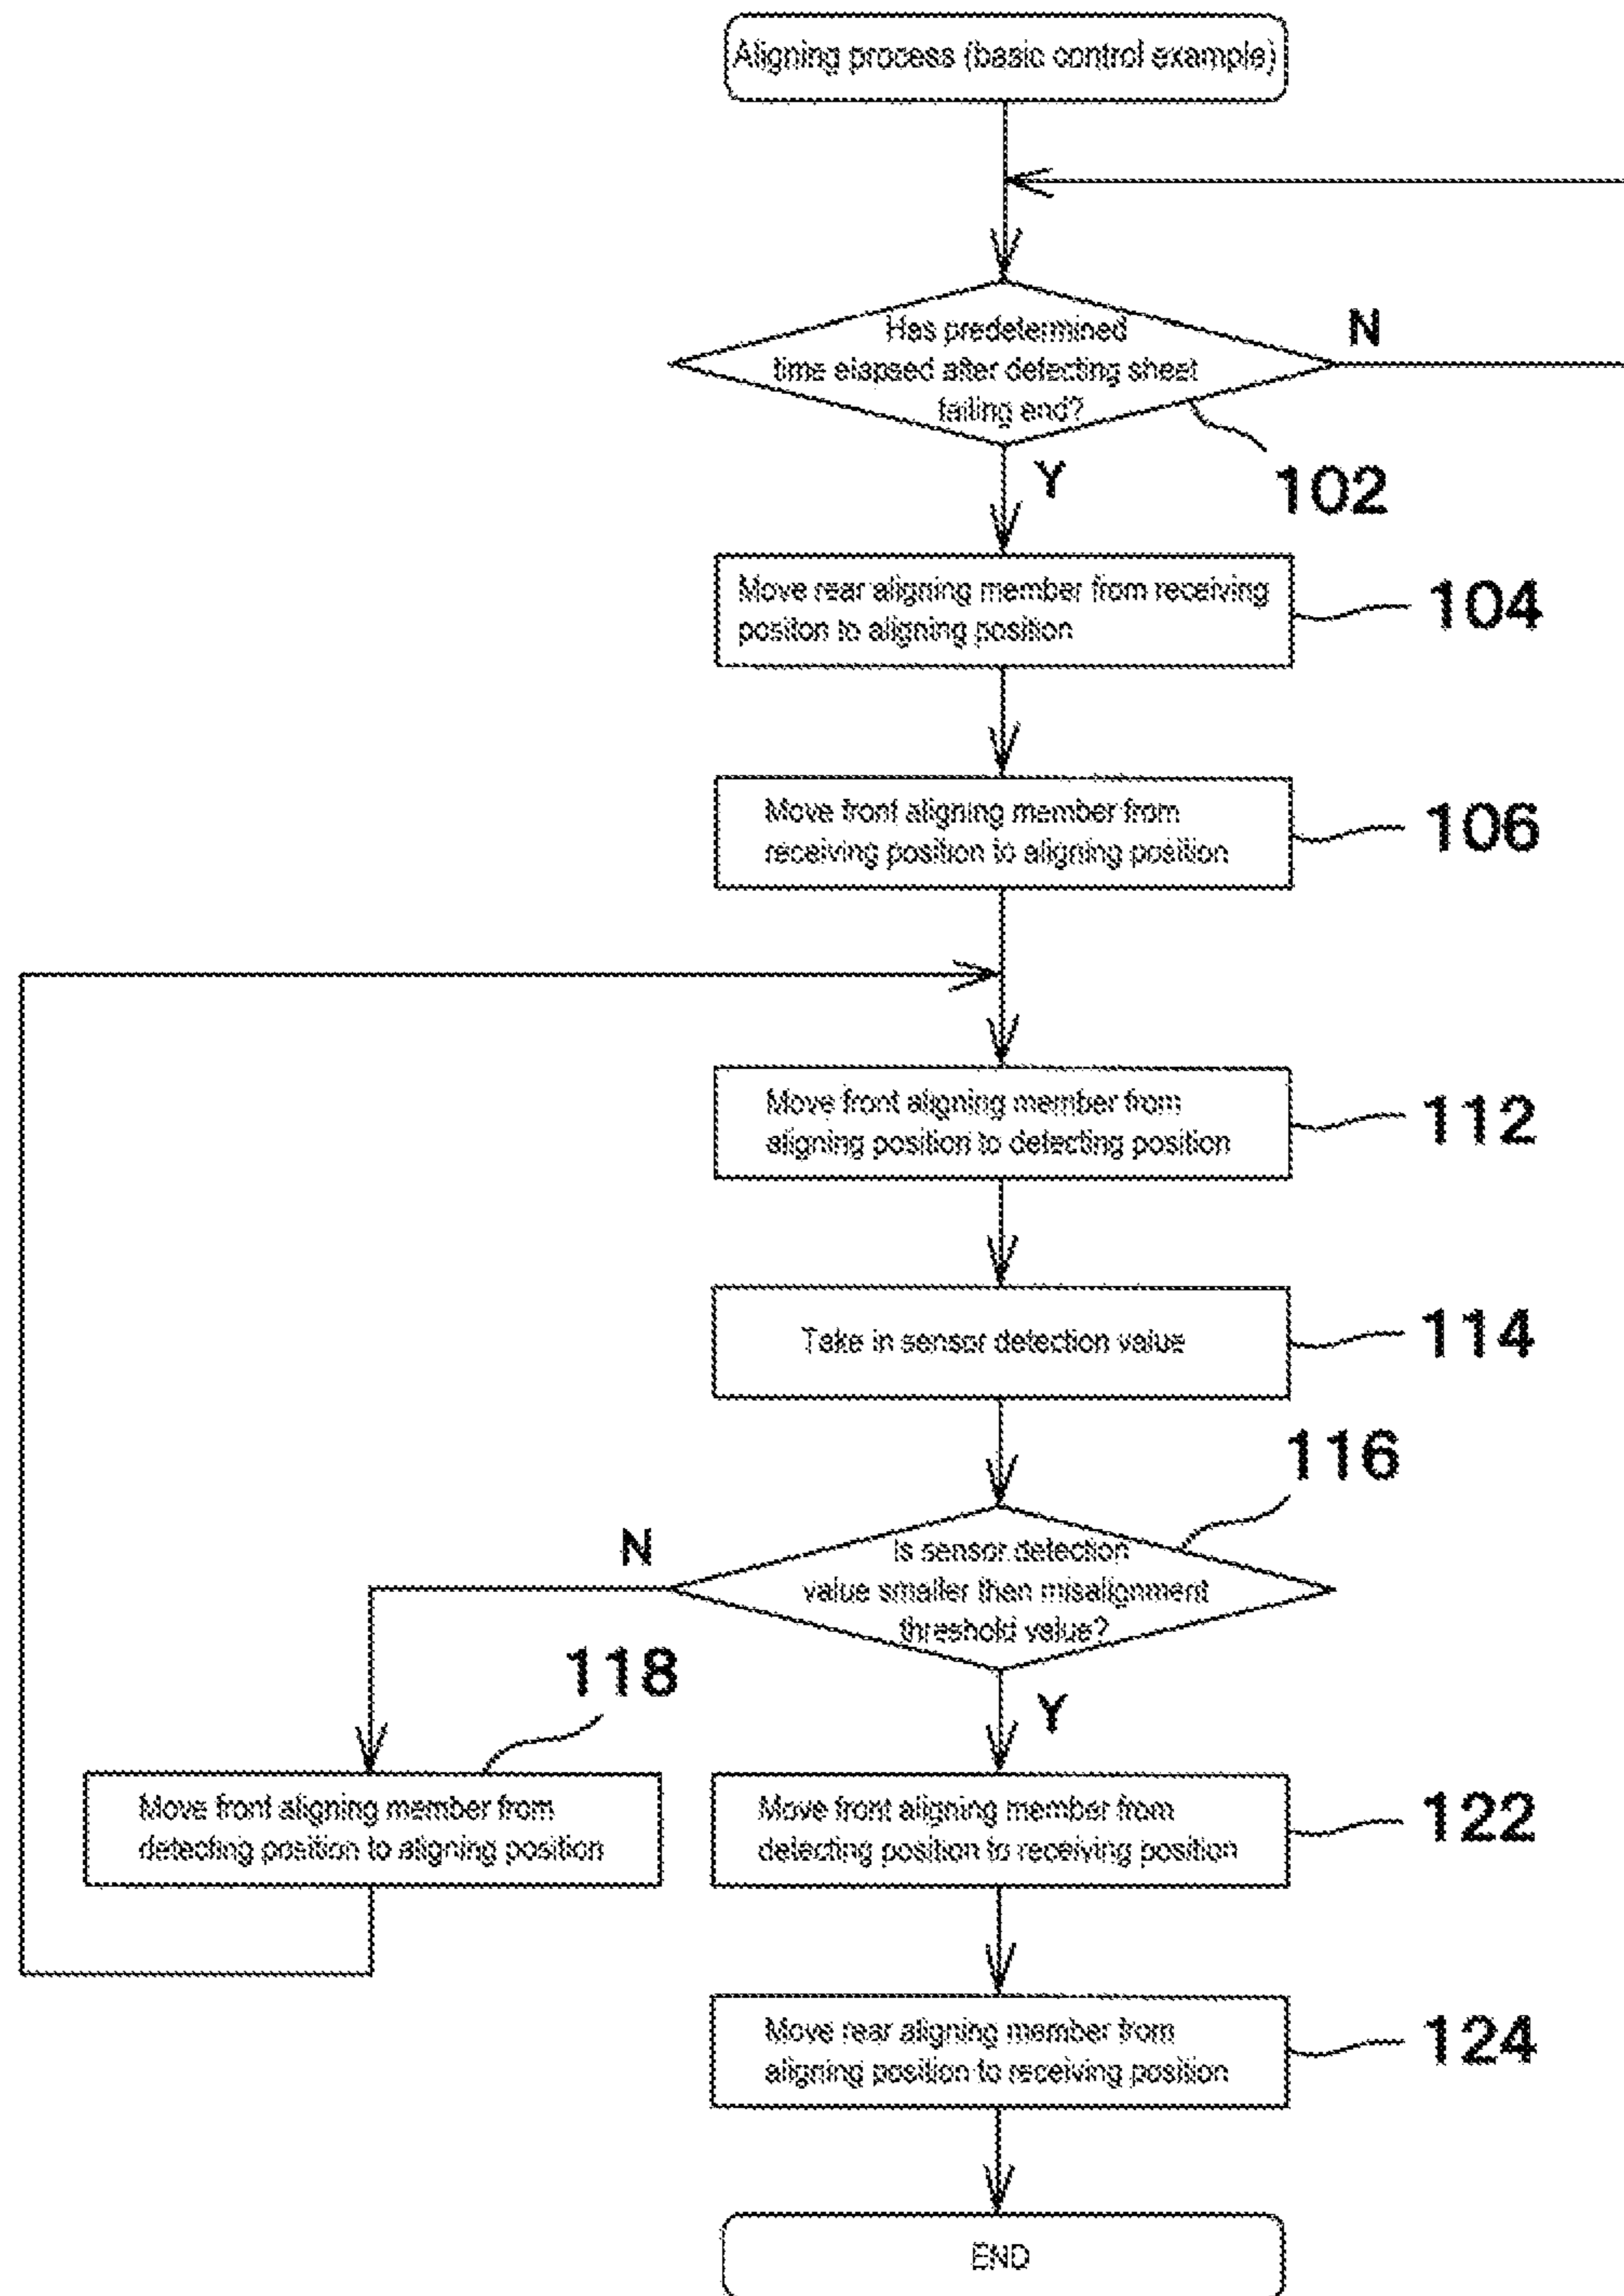 Aligning process (basic control example)
Has predetermined
time elapsed after detecting sheet
tailing end?
N
Y
102
Move rear aligning member from receiving
positon to aligning position
104
Move front aligning member from
receiving position to aligning position
106
Move front aligning member from
aligning position to detecting position
112
Take in sensor detection value
114
116
Is sensor detection
value smaller than misalignment
threshold value?
N
Y
118
Move front aligning member from
detecting position to aligning position
Move front aligning member from
detecting position to receiving position
122
Move rear aligning member from
aligning position to receiving position
124
END